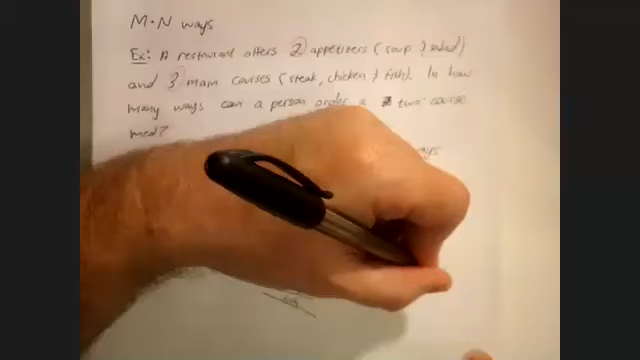 M·N ways
Ex: A restaurant offers 2 appetizers (soup & salad)
and 3 main courses (steak, chicken & fish). In how
many ways can a person order a two-course
meal?
ways